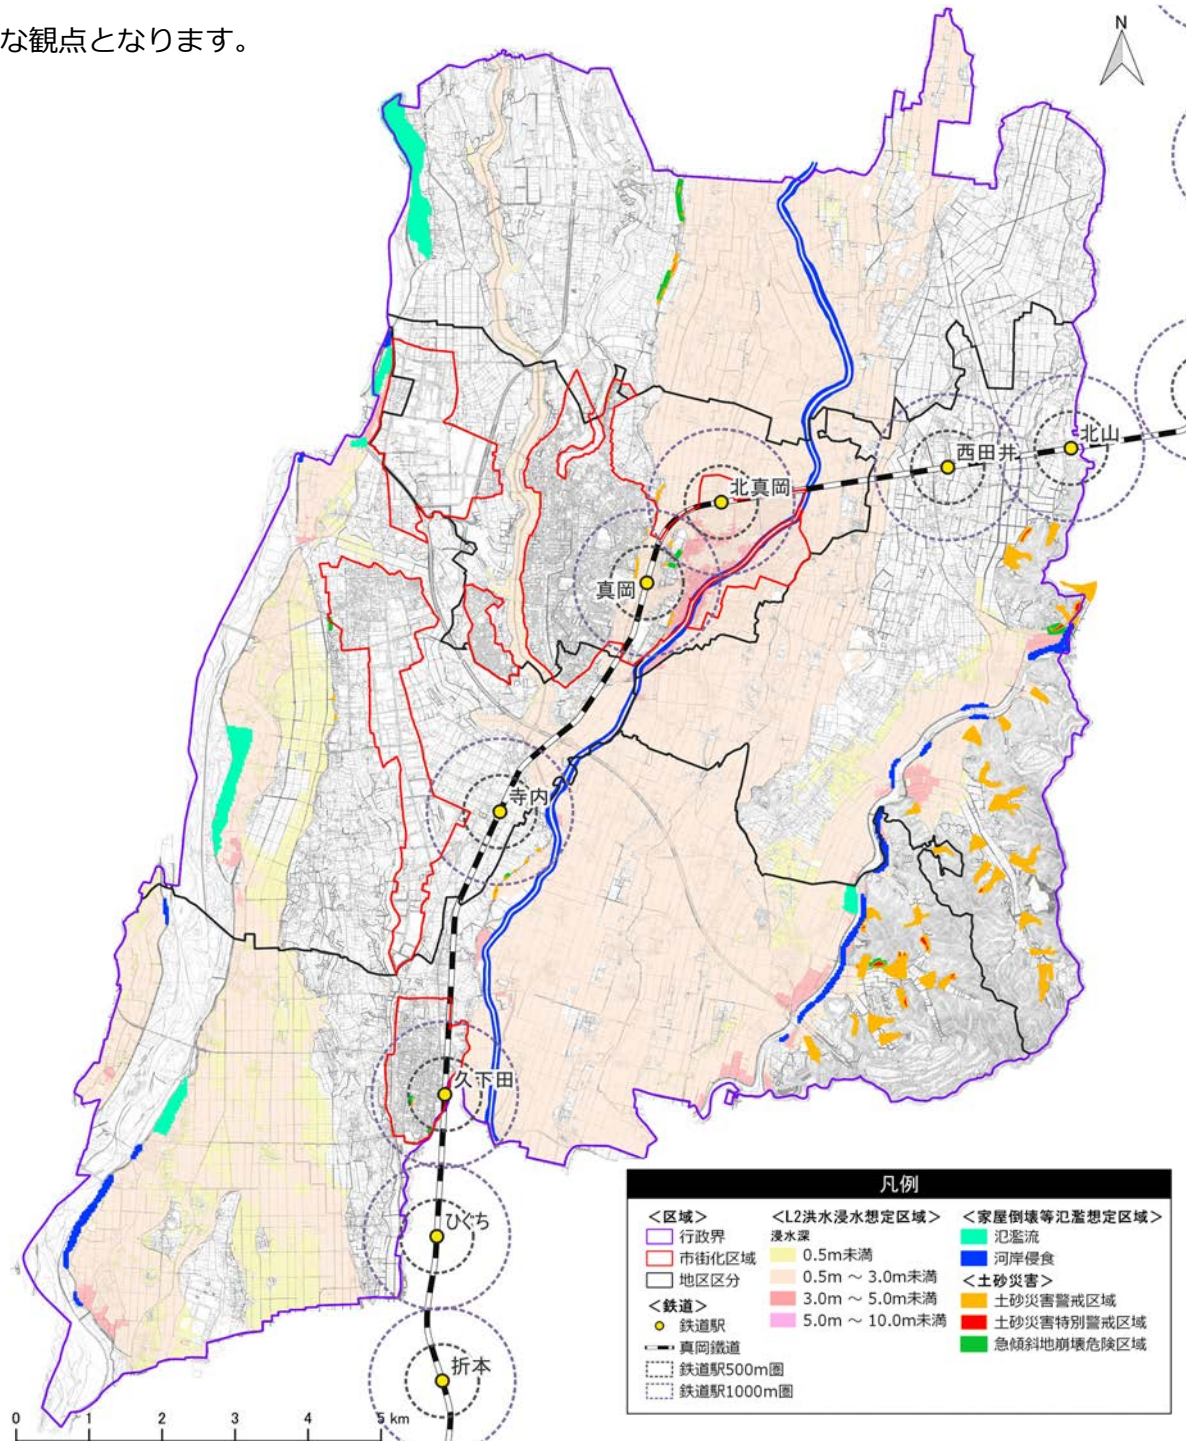 な観点となります。
N
北山
西田井
北真岡
真岡
寺内
久下田
ひぐち
折本
凡例
<区域>
行政界
市街化区域
地区区分
<鉄道>
鉄道駅
真岡鐵道
鉄道駅500m圏
鉄道駅1000m圏
<L2洪水浸水想定区域>
浸水深
0.5m未満
0.5m ～ 3.0m未満
3.0m ～ 5.0m未満
5.0m ～ 10.0m未満
<家屋倒壊等氾濫想定区域>
氾濫流
河岸侵食
<土砂災害>
土砂災害警戒区域
土砂災害特別警戒区域
急傾斜地崩壊危険区域
0 1 2 3 4 5 km